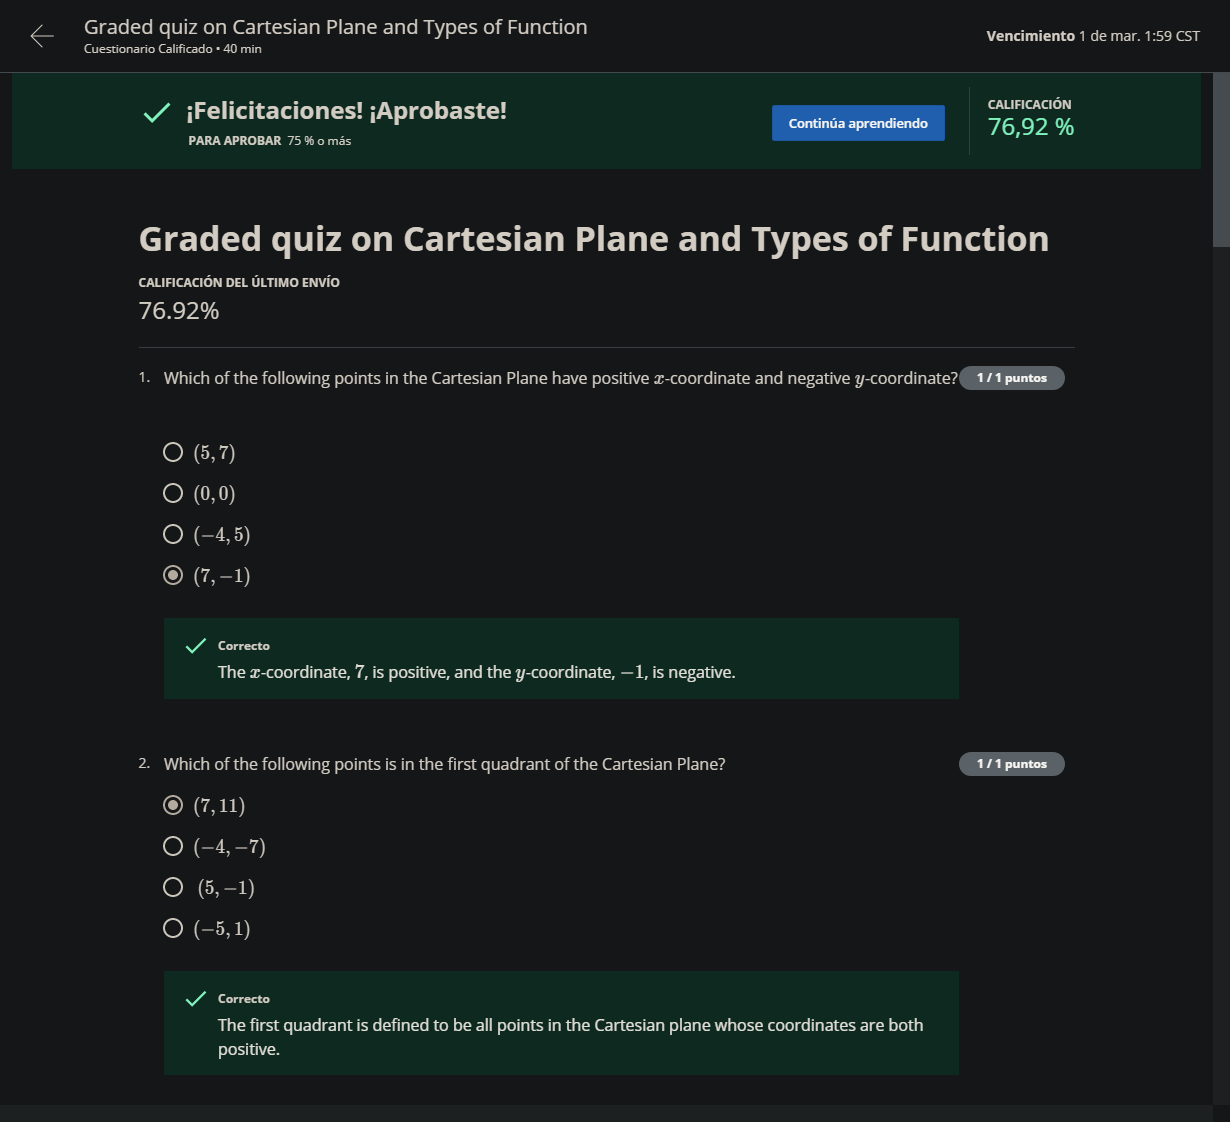 Graded quiz on Cartesian Plane and Types of Function
Cuestionario Calificado • 40 min
Vencimiento 1 de mar. 1:59 CST
¡Felicitaciones! ¡Aprobaste!
PARA APROBAR 75 % o más
Continúa aprendiendo
CALIFICACIÓN
76,92 %
Graded quiz on Cartesian Plane and Types of Function
CALIFICACIÓN DEL ÚLTIMO ENVÍO
76.92%
1. Which of the following points in the Cartesian Plane have positive x-coordinate and negative y-coordinate?
1 / 1 puntos
(5, 7)
(0, 0)
(−4, 5)
(7, −1)
Correcto
The x-coordinate, 7, is positive, and the y-coordinate, −1, is negative.
2. Which of the following points is in the first quadrant of the Cartesian Plane?
1 / 1 puntos
(7, 11)
(−4, −7)
(5, −1)
(−5, 1)
Correcto
The first quadrant is defined to be all points in the Cartesian plane whose coordinates are both
positive.